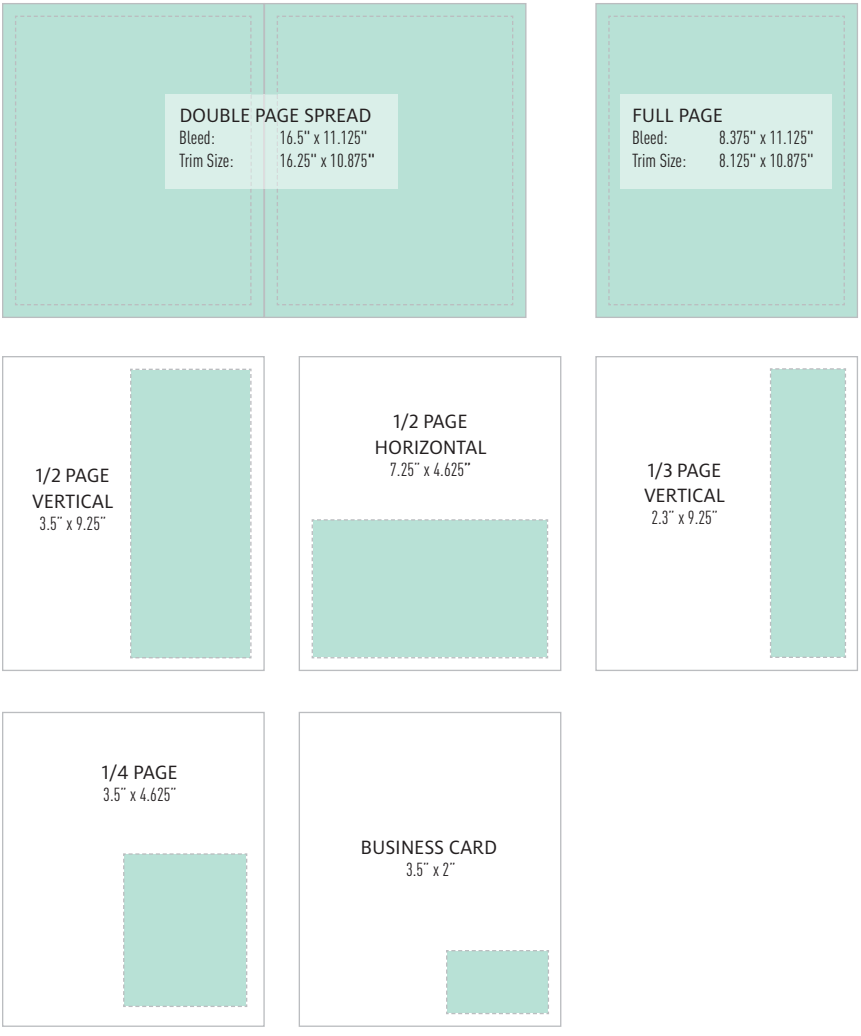 DOUBLE PAGE SPREAD
Bleed: 16.5" x 11.125"
Trim Size: 16.25" x 10.875"
FULL PAGE
Bleed: 8.375" x 11.125"
Trim Size: 8.125" x 10.875"
1/2 PAGE
VERTICAL
3.5" x 9.25"
1/2 PAGE
HORIZONTAL
7.25" x 4.625"
1/3 PAGE
VERTICAL
2.3" x 9.25"
1/4 PAGE
3.5" x 4.625"
BUSINESS CARD
3.5" x 2"